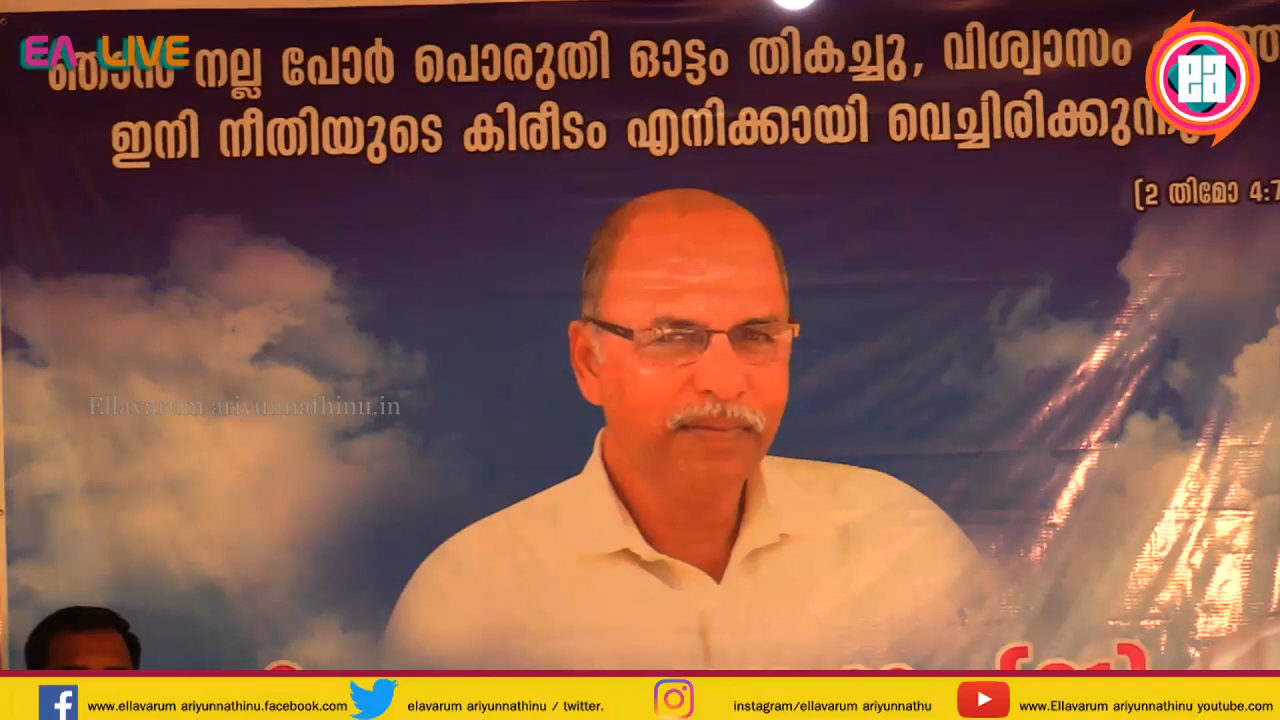 EA LIVE
ഞാൻ നല്ല പോർ പൊരുതി ഓട്ടം തികച്ചു, വിശ്വാസം
ഇനി നീതിയുടെ കിരീടം എനിക്കായി വെച്ചിരിക്കുന്നു
(2 തിമോ 4:7
ea
Ellavarum ariyunnathinu.in
www.ellavarum ariyunnathinu.facebook.com
elavarum ariyunnathinu / twitter.
instagram/ellavarum ariyunnathu
www.Ellavarum ariyunnathinu youtube.com